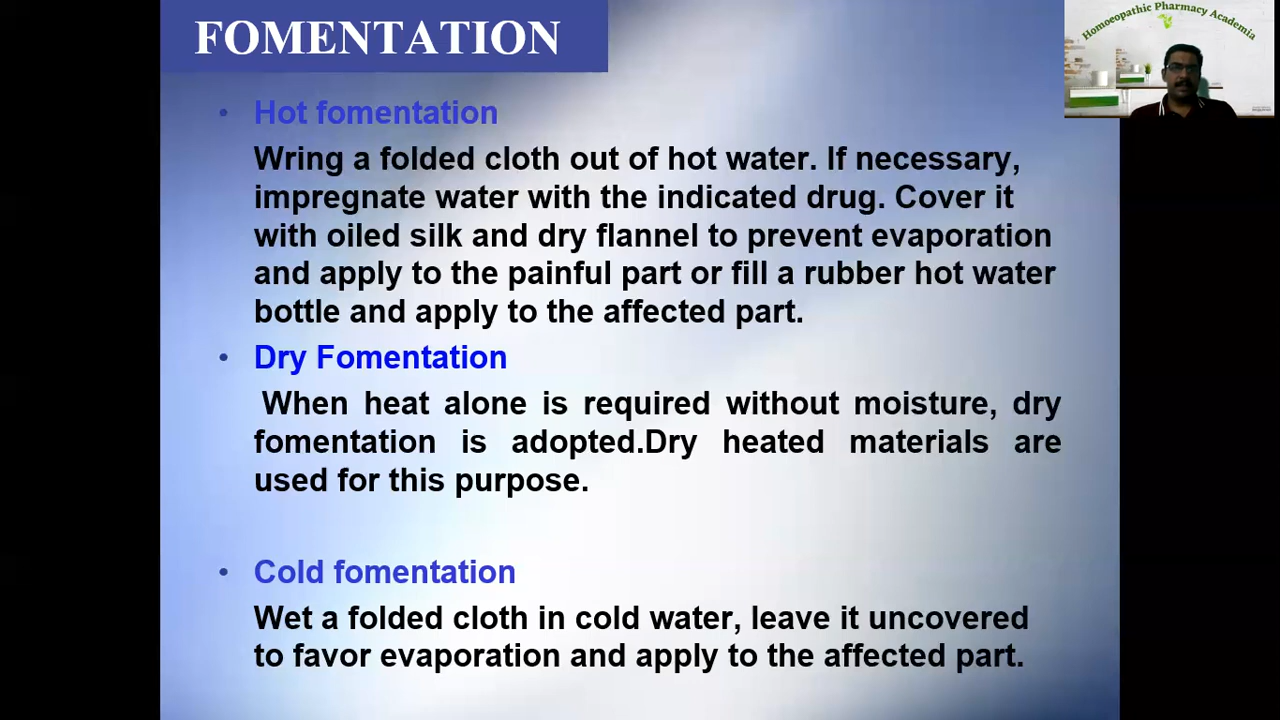 FOMENTATION
Homoeopathic Pharmacy Academia
• Hot fomentation
Wring a folded cloth out of hot water. If necessary,
impregnate water with the indicated drug. Cover it
with oiled silk and dry flannel to prevent evaporation
and apply to the painful part or fill a rubber hot water
bottle and apply to the affected part.
• Dry Fomentation
When heat alone is required without moisture, dry
fomentation is adopted.Dry heated materials are
used for this purpose.
• Cold fomentation
Wet a folded cloth in cold water, leave it uncovered
to favor evaporation and apply to the affected part.